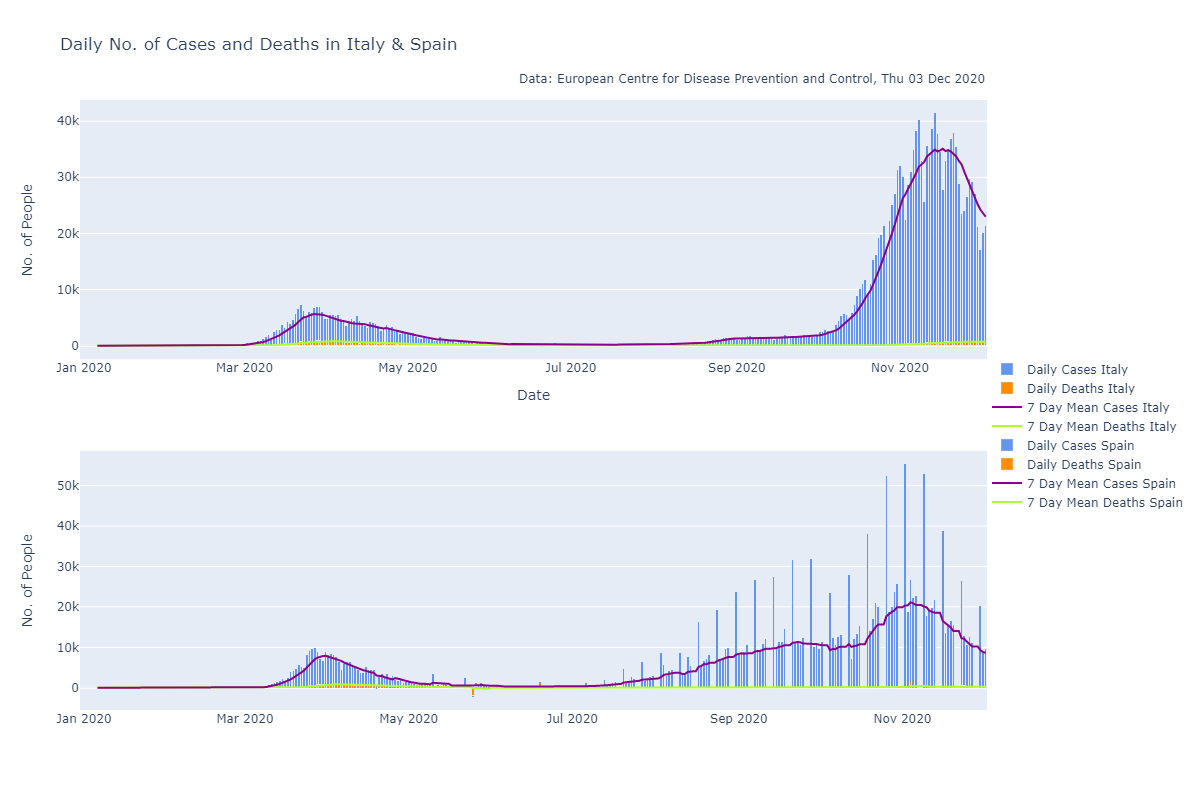 Daily No. of Cases and Deaths in Italy & Spain
Data: European Centre for Disease Prevention and Control, Thu 03 Dec 2020
No. of People
40k
30k
20k
10k
0
Jan 2020 Mar 2020 May 2020 Jul 2020 Sep 2020 Nov 2020
Date
Daily Cases Italy
Daily Deaths Italy
7 Day Mean Cases Italy
7 Day Mean Deaths Italy
Daily Cases Spain
Daily Deaths Spain
7 Day Mean Cases Spain
7 Day Mean Deaths Spain
No. of People
50k
40k
30k
20k
10k
0
Jan 2020 Mar 2020 May 2020 Jul 2020 Sep 2020 Nov 2020